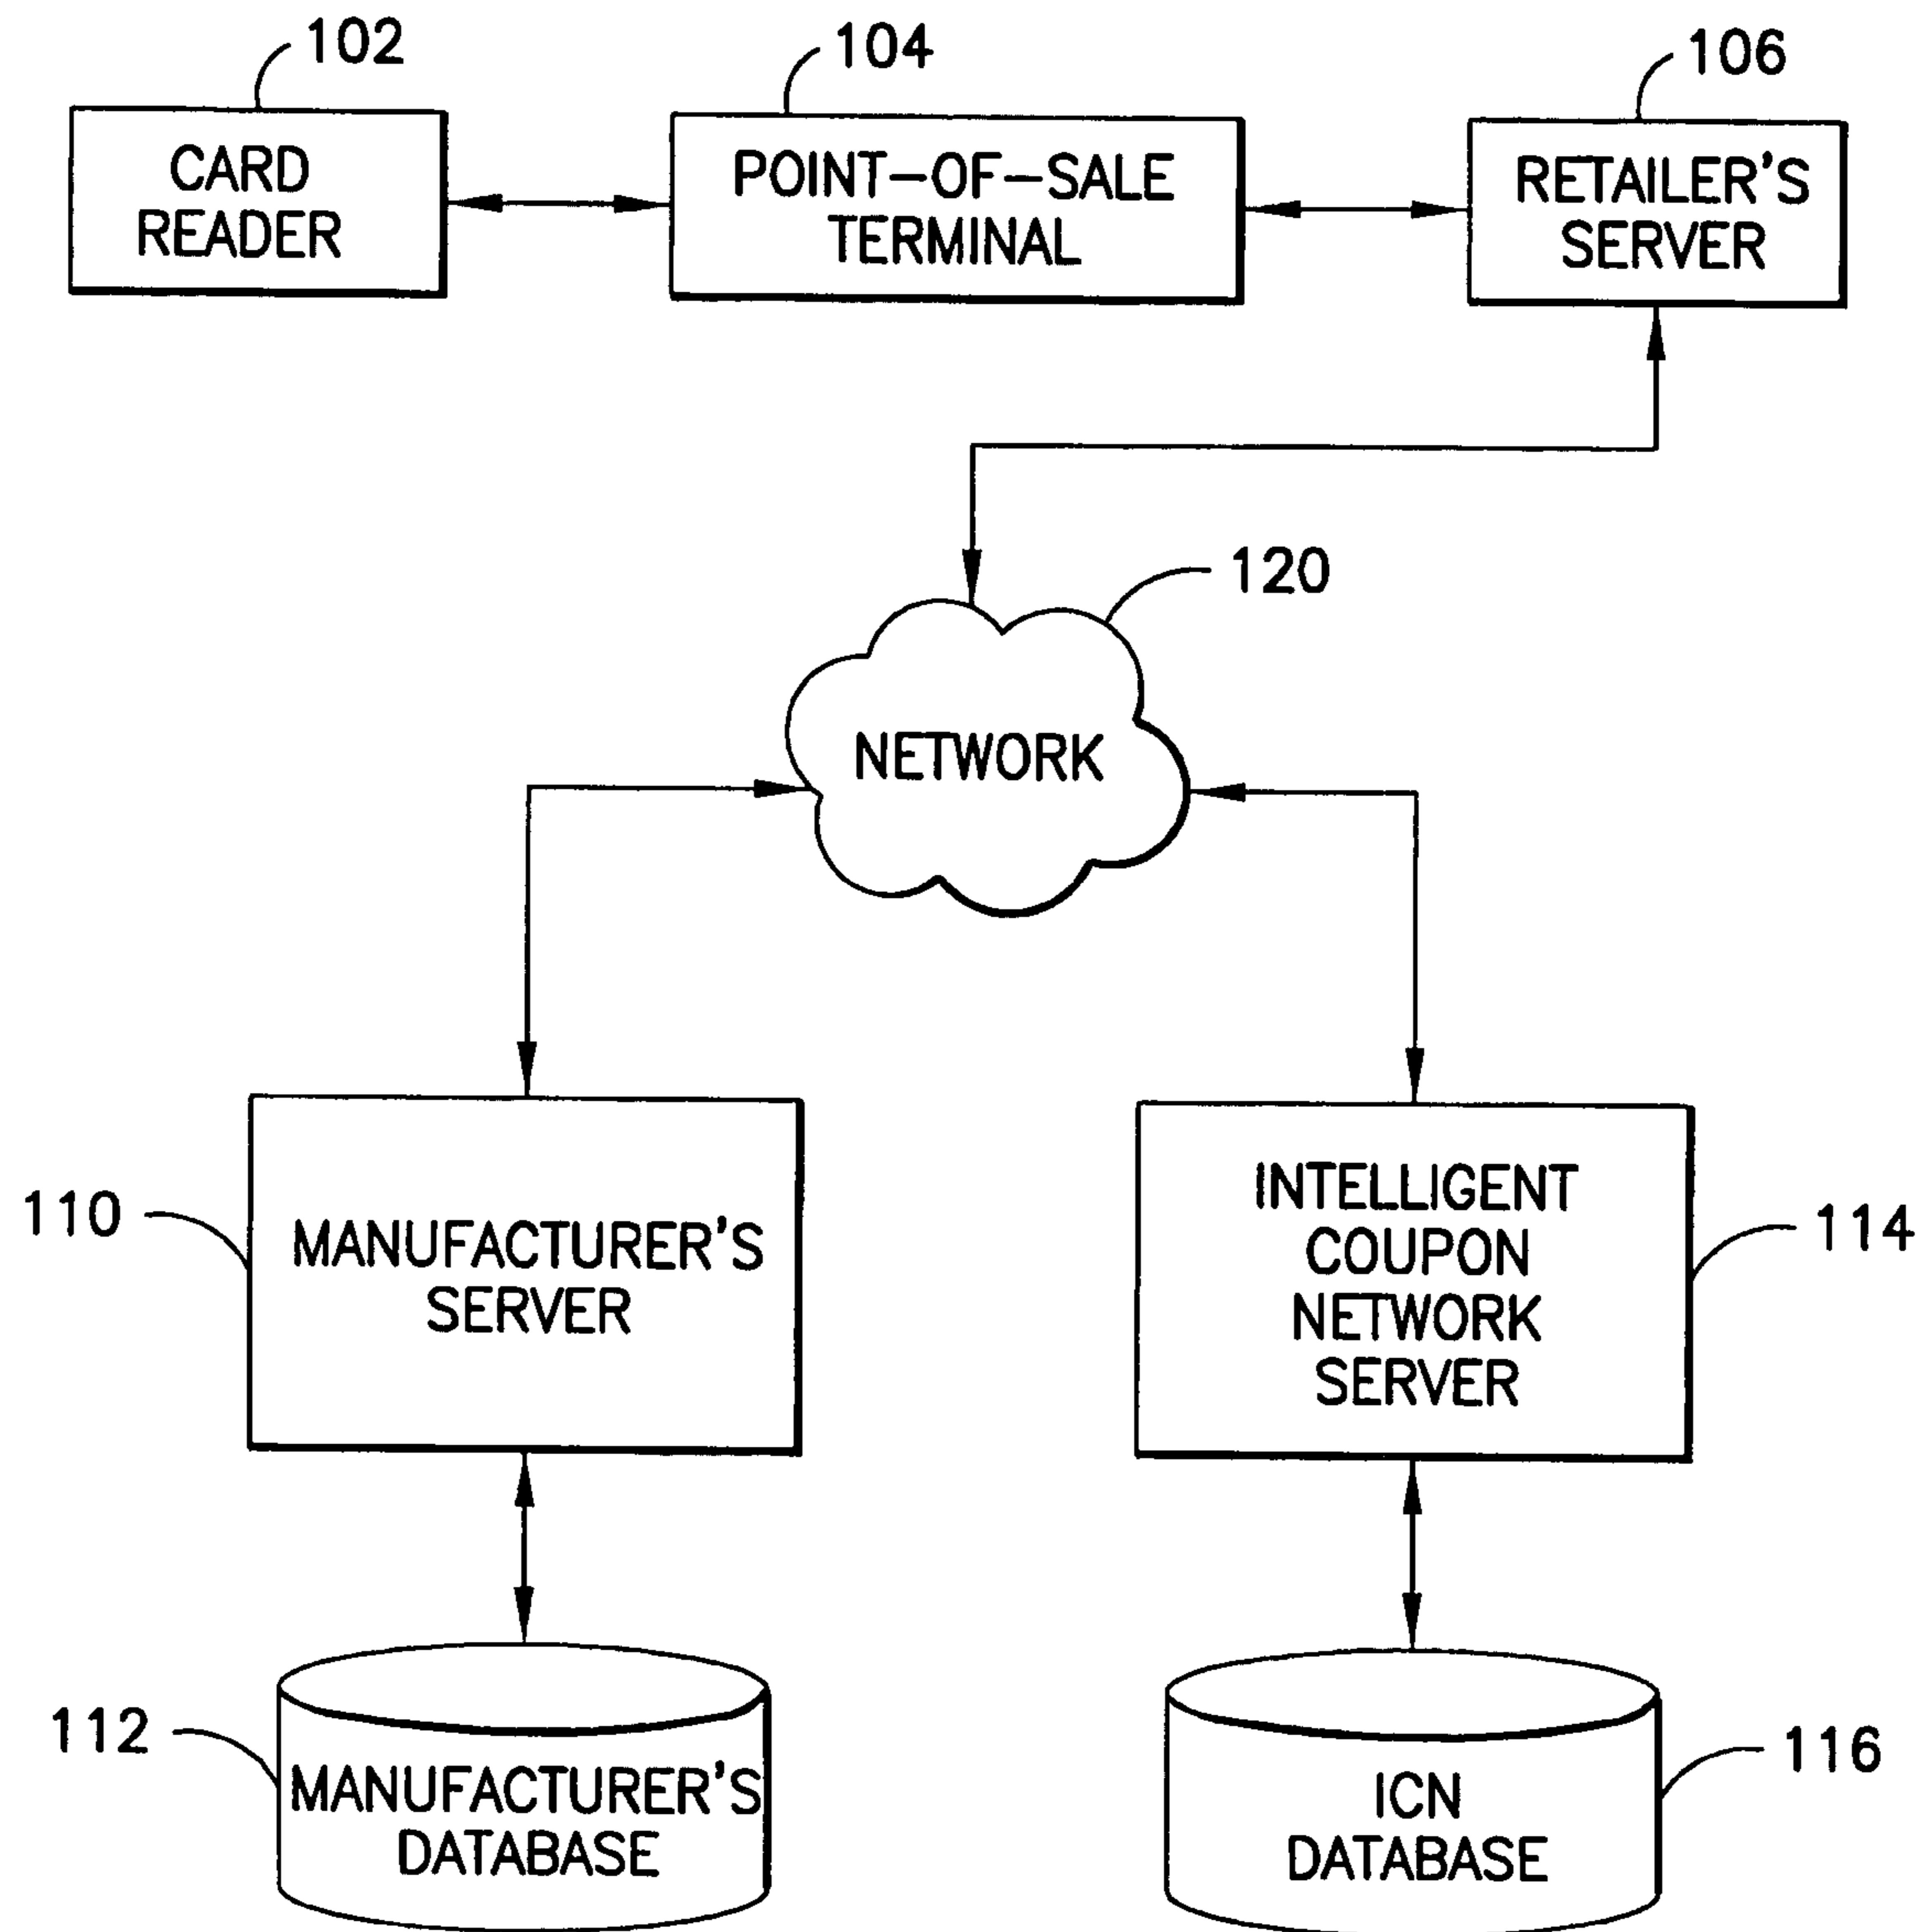 102
104
106
CARD
READER
POINT-OF-SALE
TERMINAL
RETAILER'S
SERVER
120
NETWORK
110
MANUFACTURER'S
SERVER
INTELLIGENT
COUPON
NETWORK
SERVER
114
112
MANUFACTURER'S
DATABASE
ICN
DATABASE
116